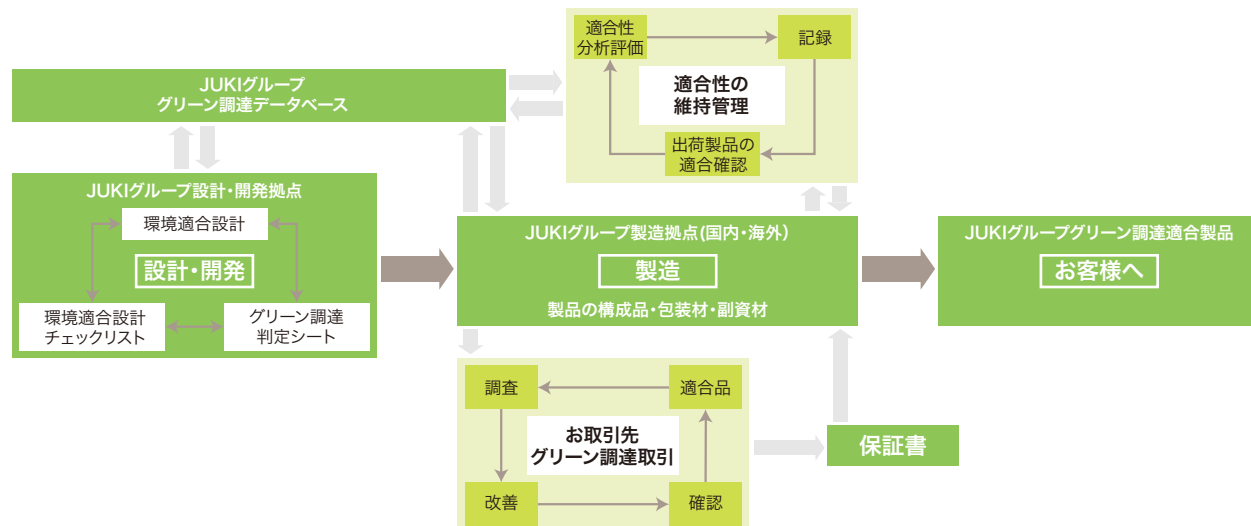 JUKIグループ
グリーン調達データベース
適合性
分析評価
記録
適合性の
維持管理
出荷製品の
適合確認
JUKIグループ設計・開発拠点
環境適合設計
設計・開発
環境適合設計
チェックリスト
グリーン調達
判定シート
JUKIグループ製造拠点(国内・海外)
製造
製品の構成品・包装材・副資材
JUKIグループグリーン調達適合製品
お客様へ
調査
適合品
お取引先
グリーン調達取引
改善
確認
保証書